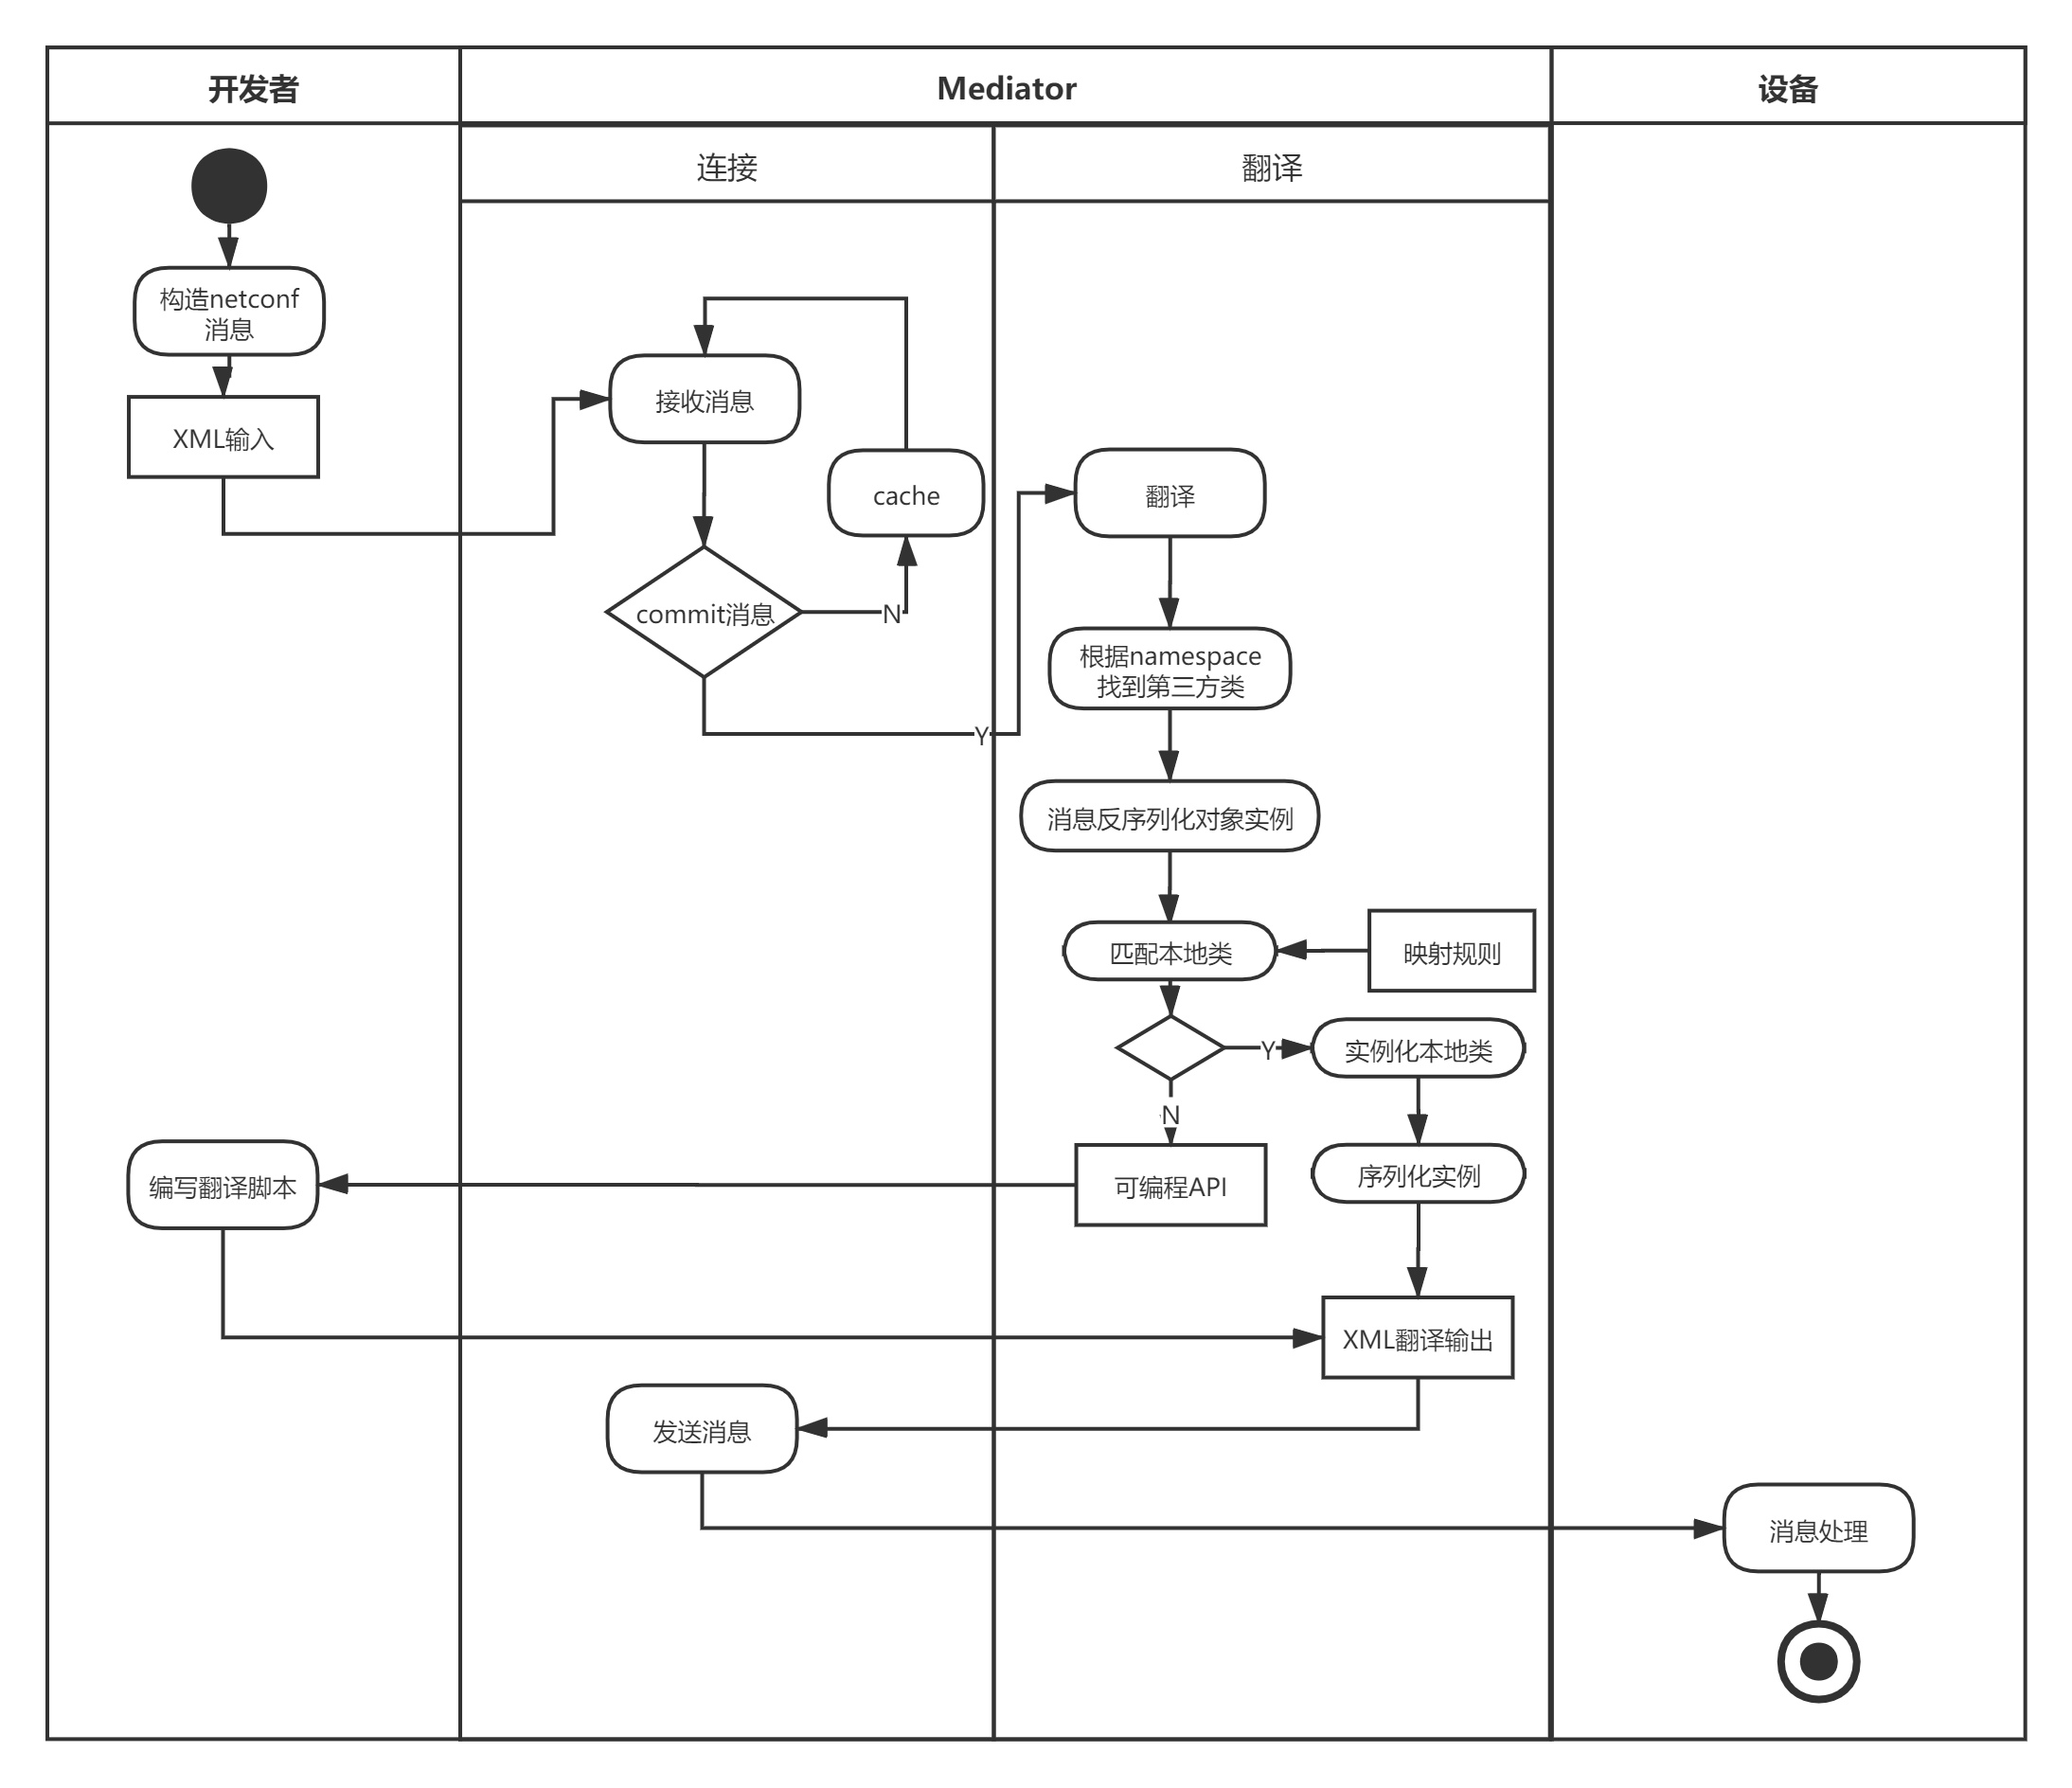 开发者
Mediator
设备
连接
翻译
构造netconf
消息
XML输入
接收消息
cache
commit消息
N
Y
翻译
根据namespace
找到第三方类
消息反序列化对象实例
匹配本地类
映射规则
Y
实例化本地类
N
序列化实例
可编程API
编写翻译脚本
XML翻译输出
发送消息
消息处理